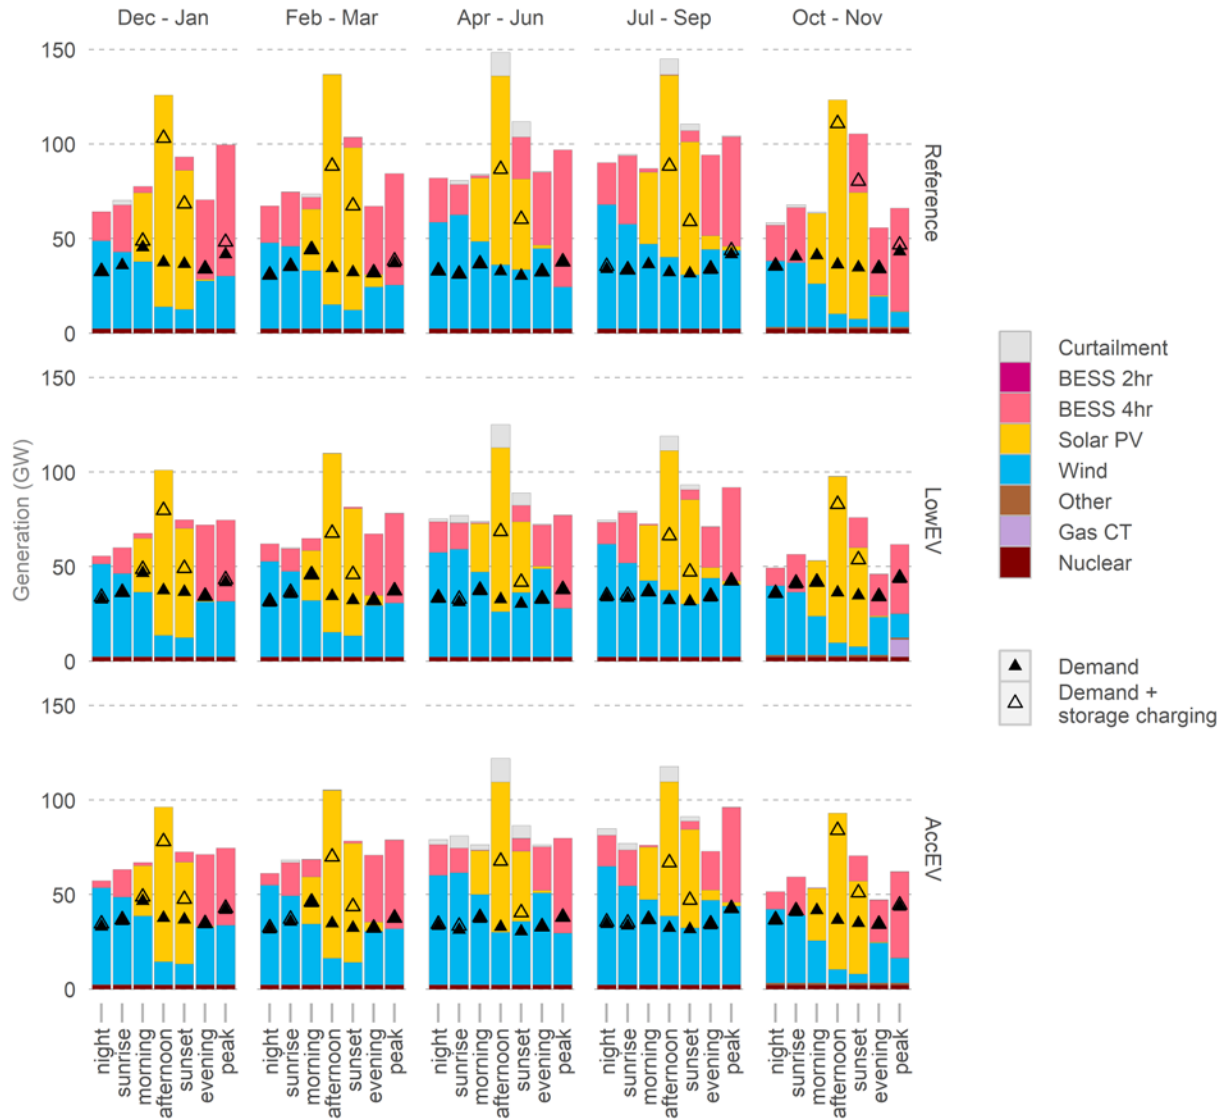 Dec - Jan
Feb - Mar
Apr - Jun
Jul - Sep
Oct - Nov
150
100
50
0
Reference
150
100
50
0
LowEV
150
100
50
0
AccEV
Generation (GW)
night
sunrise
morning
afternoon
sunset
evening
peak
night
sunrise
morning
afternoon
sunset
evening
peak
night
sunrise
morning
afternoon
sunset
evening
peak
night
sunrise
morning
afternoon
sunset
evening
peak
night
sunrise
morning
afternoon
sunset
evening
peak
Curtailment
BESS 2hr
BESS 4hr
Solar PV
Wind
Other
Gas CT
Nuclear
Demand
Demand +
storage charging